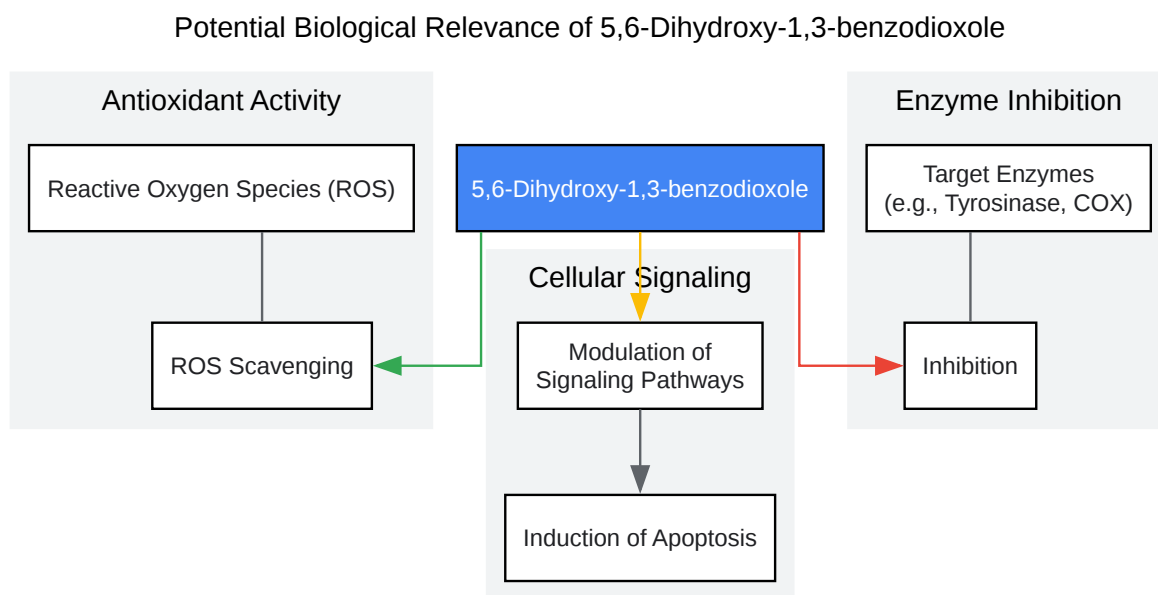 Potential Biological Relevance of 5,6-Dihydroxy-1,3-benzodioxole
Antioxidant Activity
Reactive Oxygen Species (ROS)
ROS Scavenging
5,6-Dihydroxy-1,3-benzodioxole
Cellular Signaling
Modulation of
Signaling Pathways
Induction of Apoptosis
Enzyme Inhibition
Target Enzymes
(e.g., Tyrosinase, COX)
Inhibition